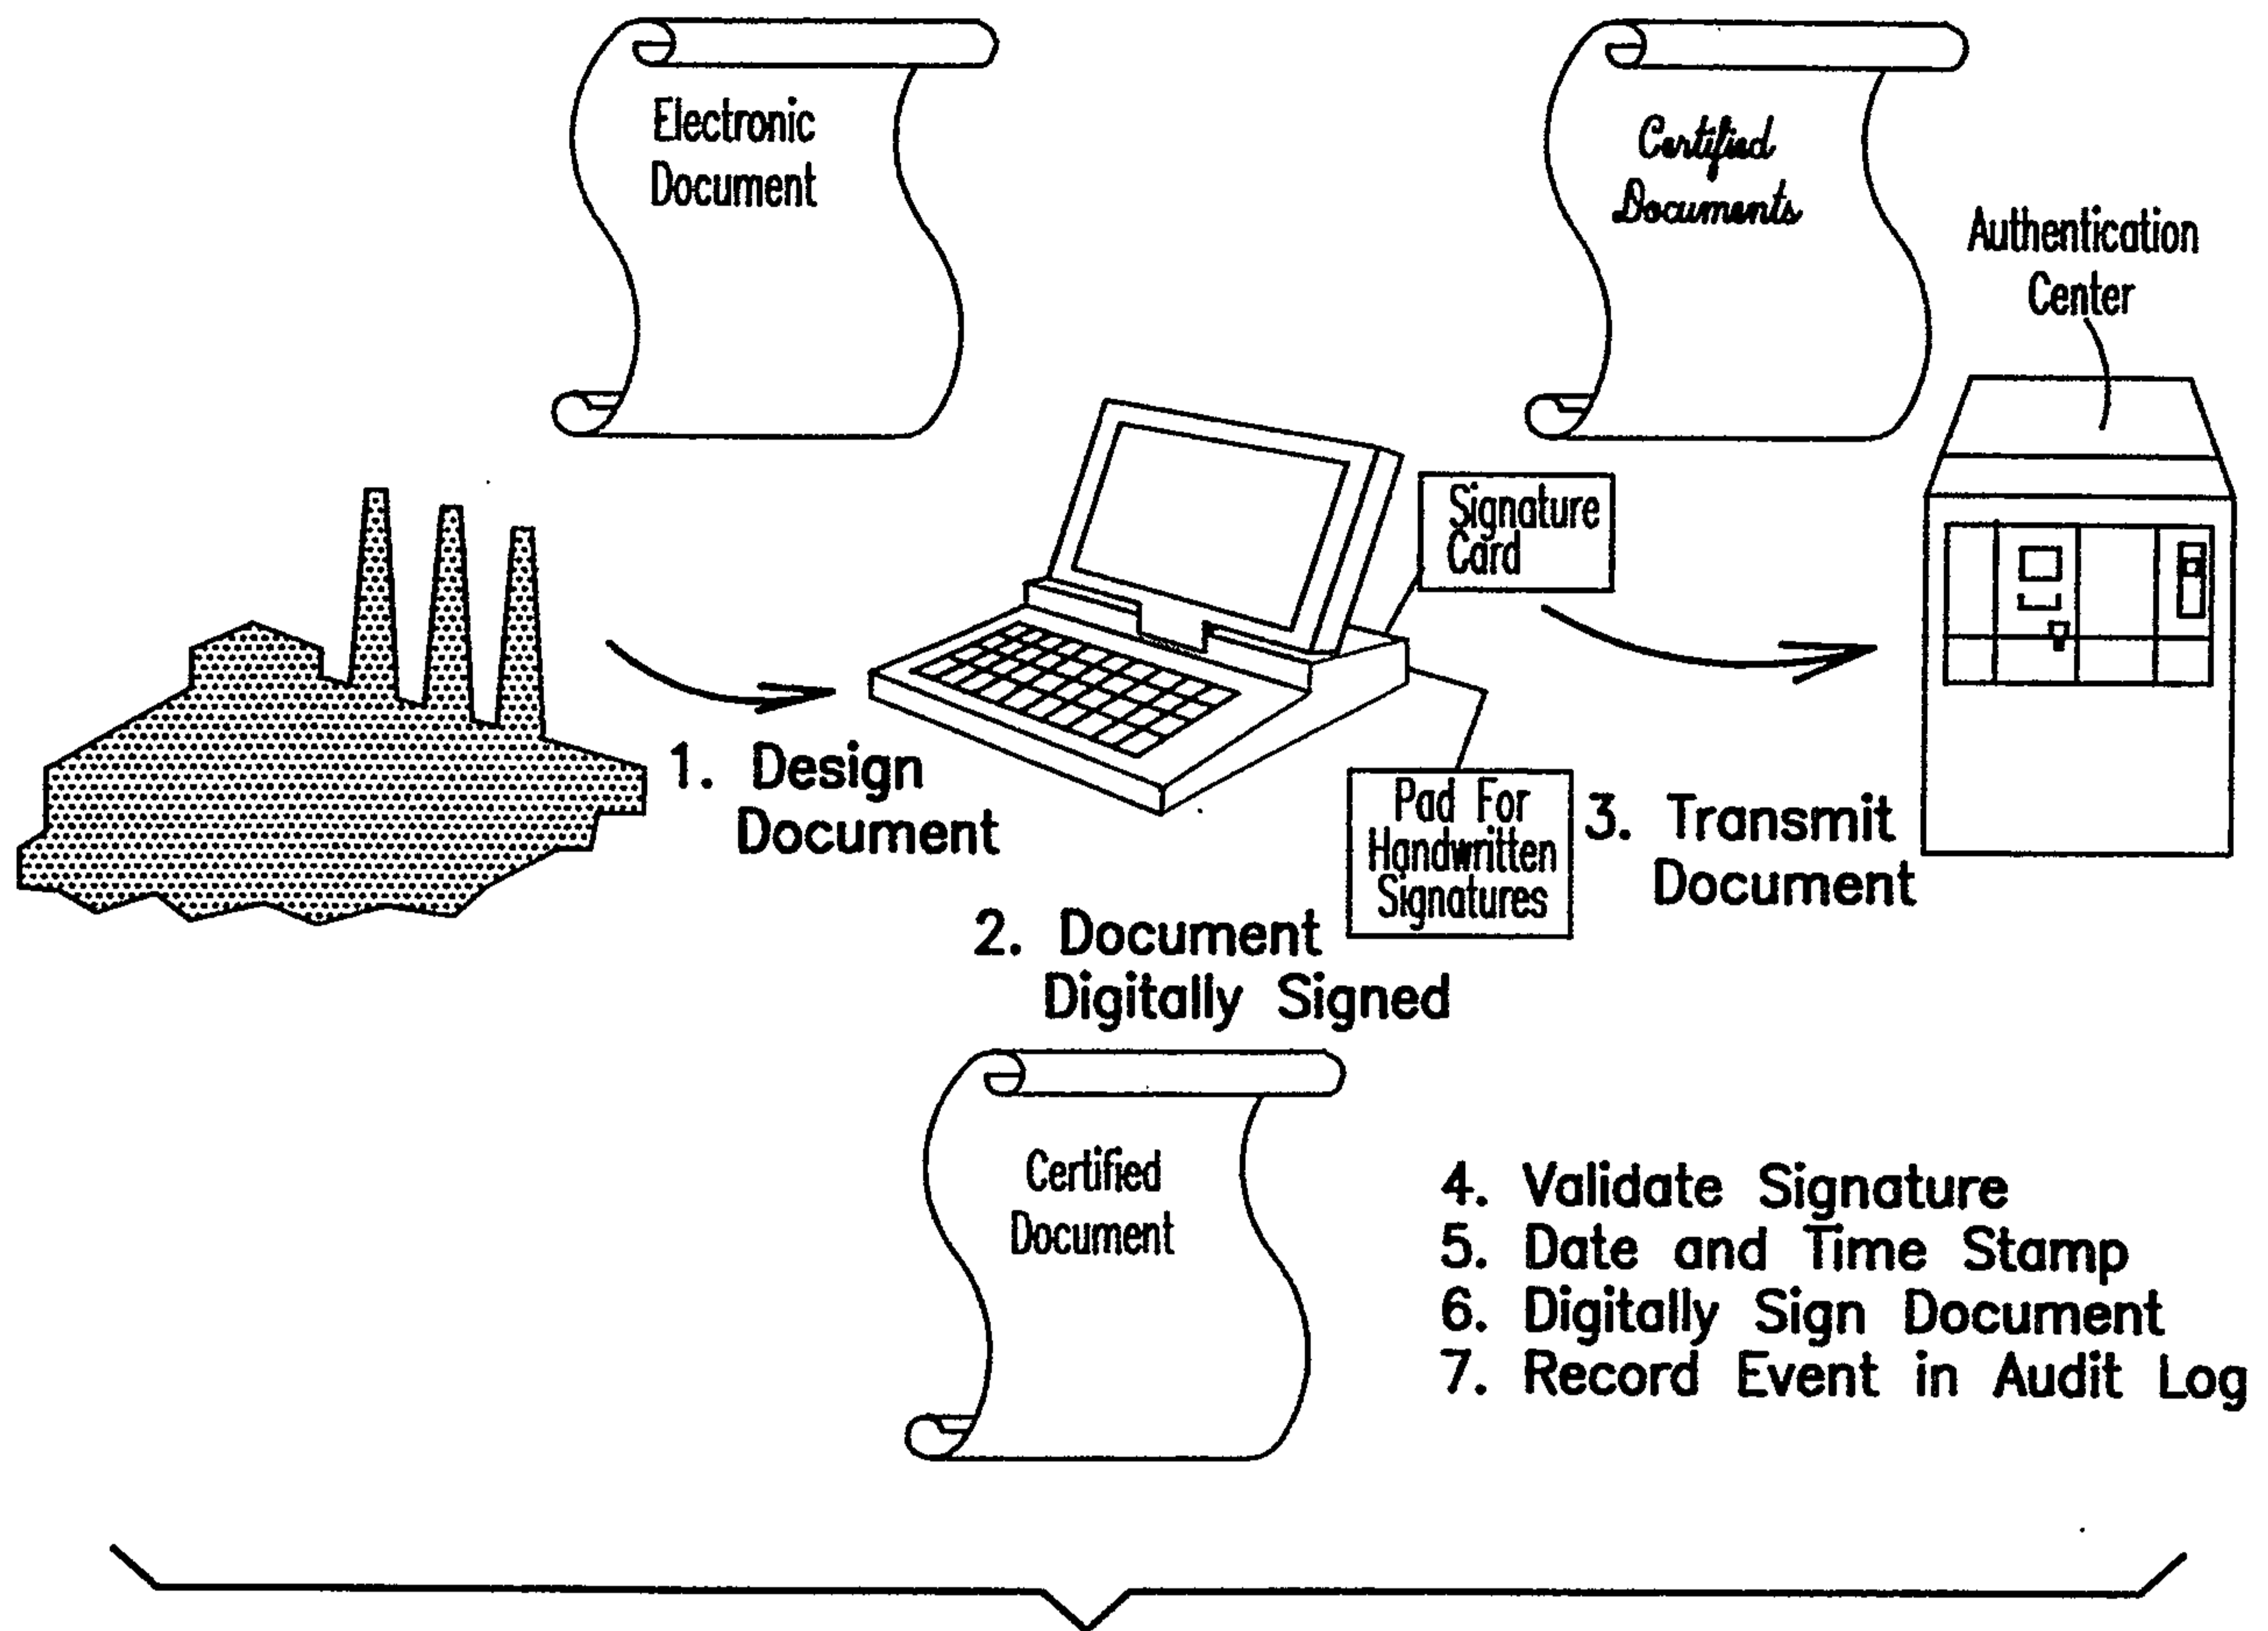 Electronic
Document
Certified
Documents
Authentication
Center
Signature
Card
1. Design
Document
Pad For
Handwritten
Signatures
3. Transmit
Document
2. Document
Digitally Signed
Certified
Document
4. Validate Signature
5. Date and Time Stamp
6. Digitally Sign Document
7. Record Event in Audit Log